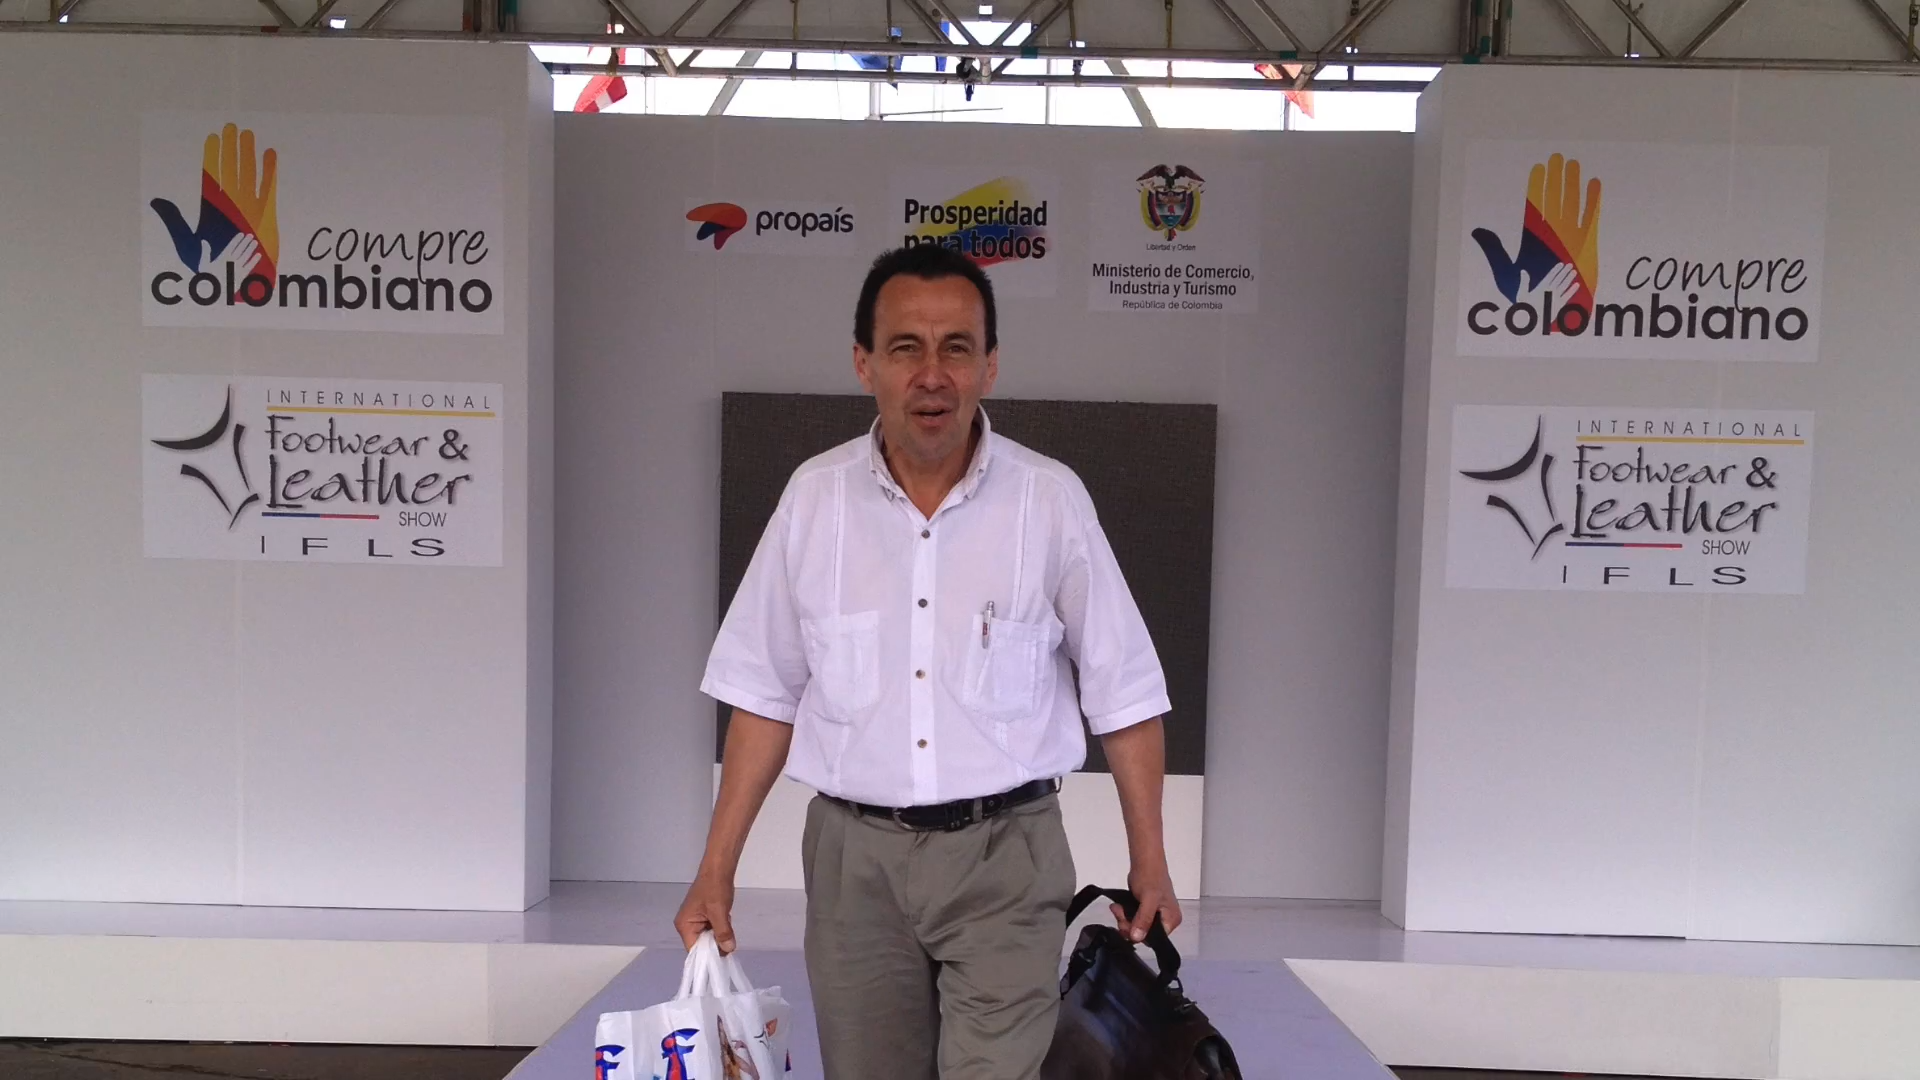 compre
colombiano
INTERNATIONAL
Footwear &
Leather
SHOW
IFLS
propaís
Prosperidad
para todos
Libertad y Orden
Ministerio de Comercio,
Industria y Turismo
República de Colombia
compre
colombiano
INTERNATIONAL
Footwear &
Leather
SHOW
IFLS